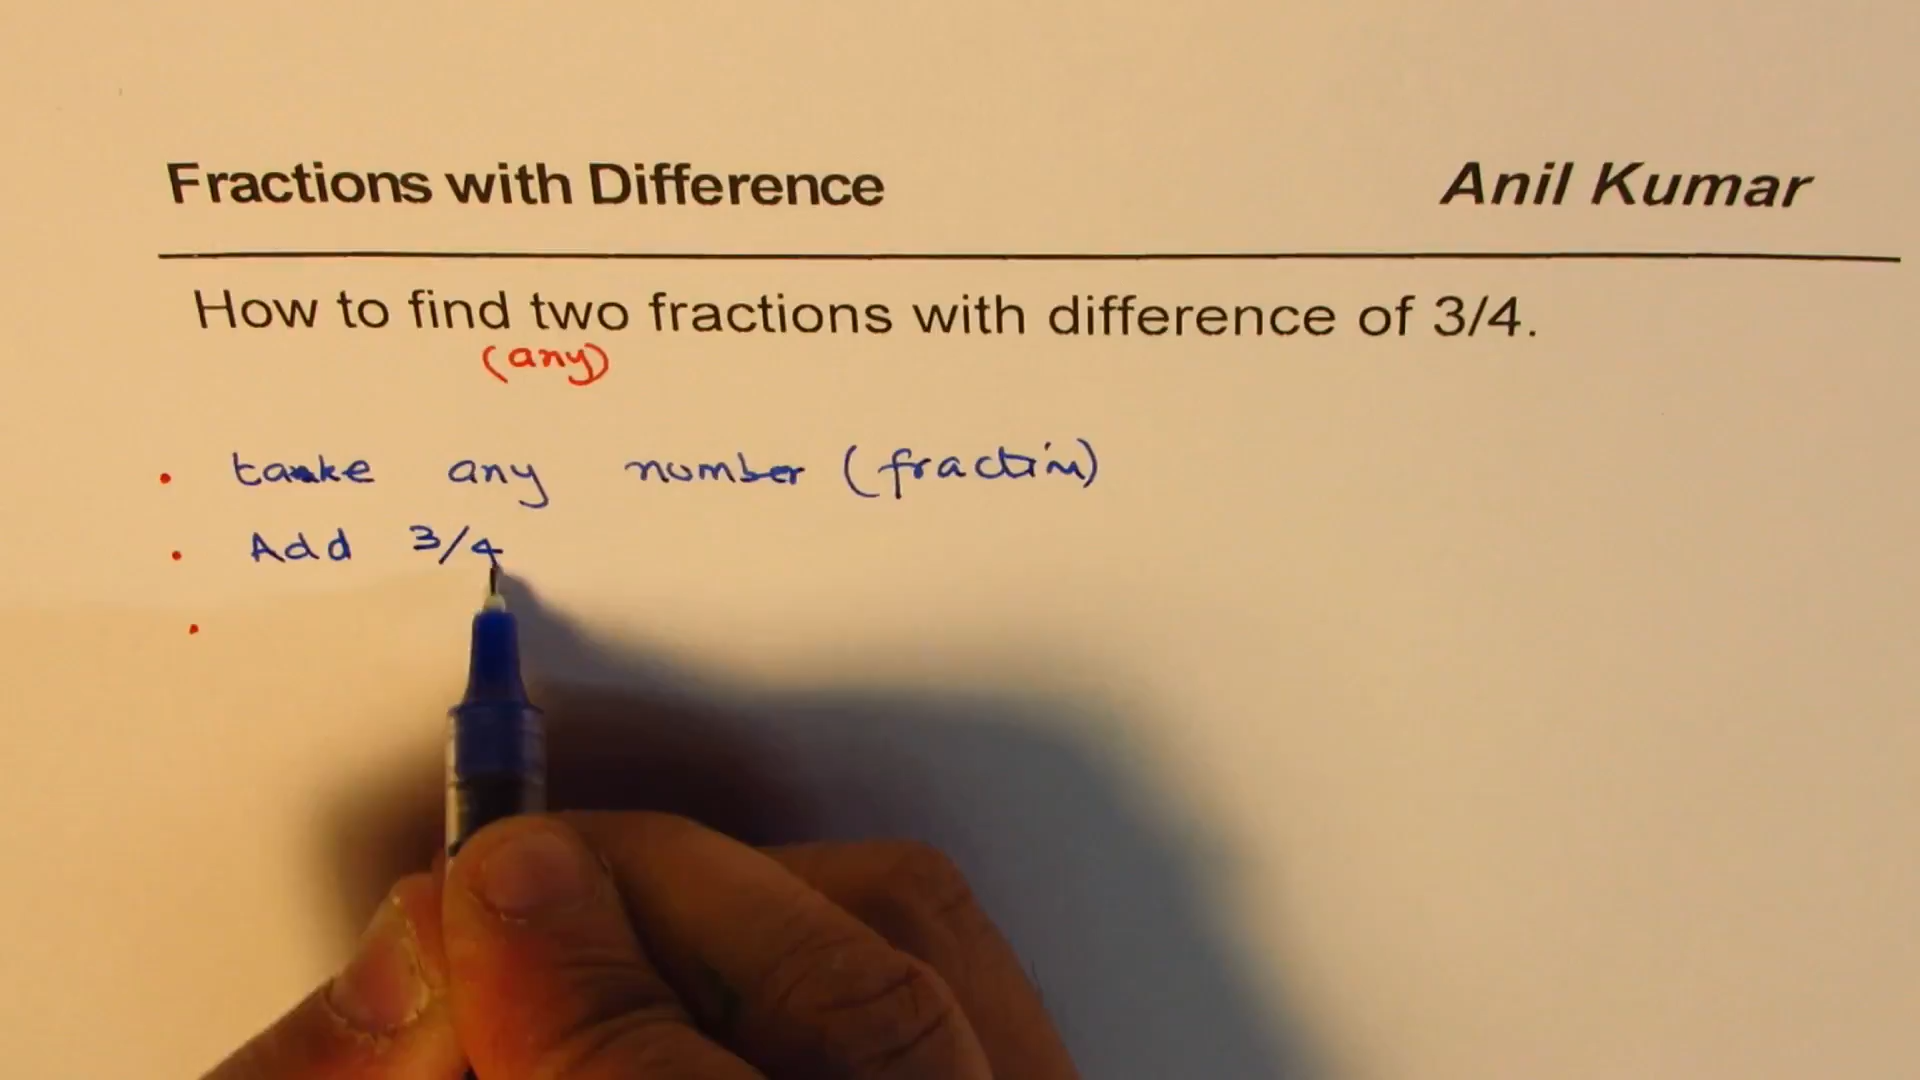 Fractions with Difference Anil Kumar
How to find two fractions with difference of 3/4.
(any)
• take any number (fraction)
• Add 3/4
•